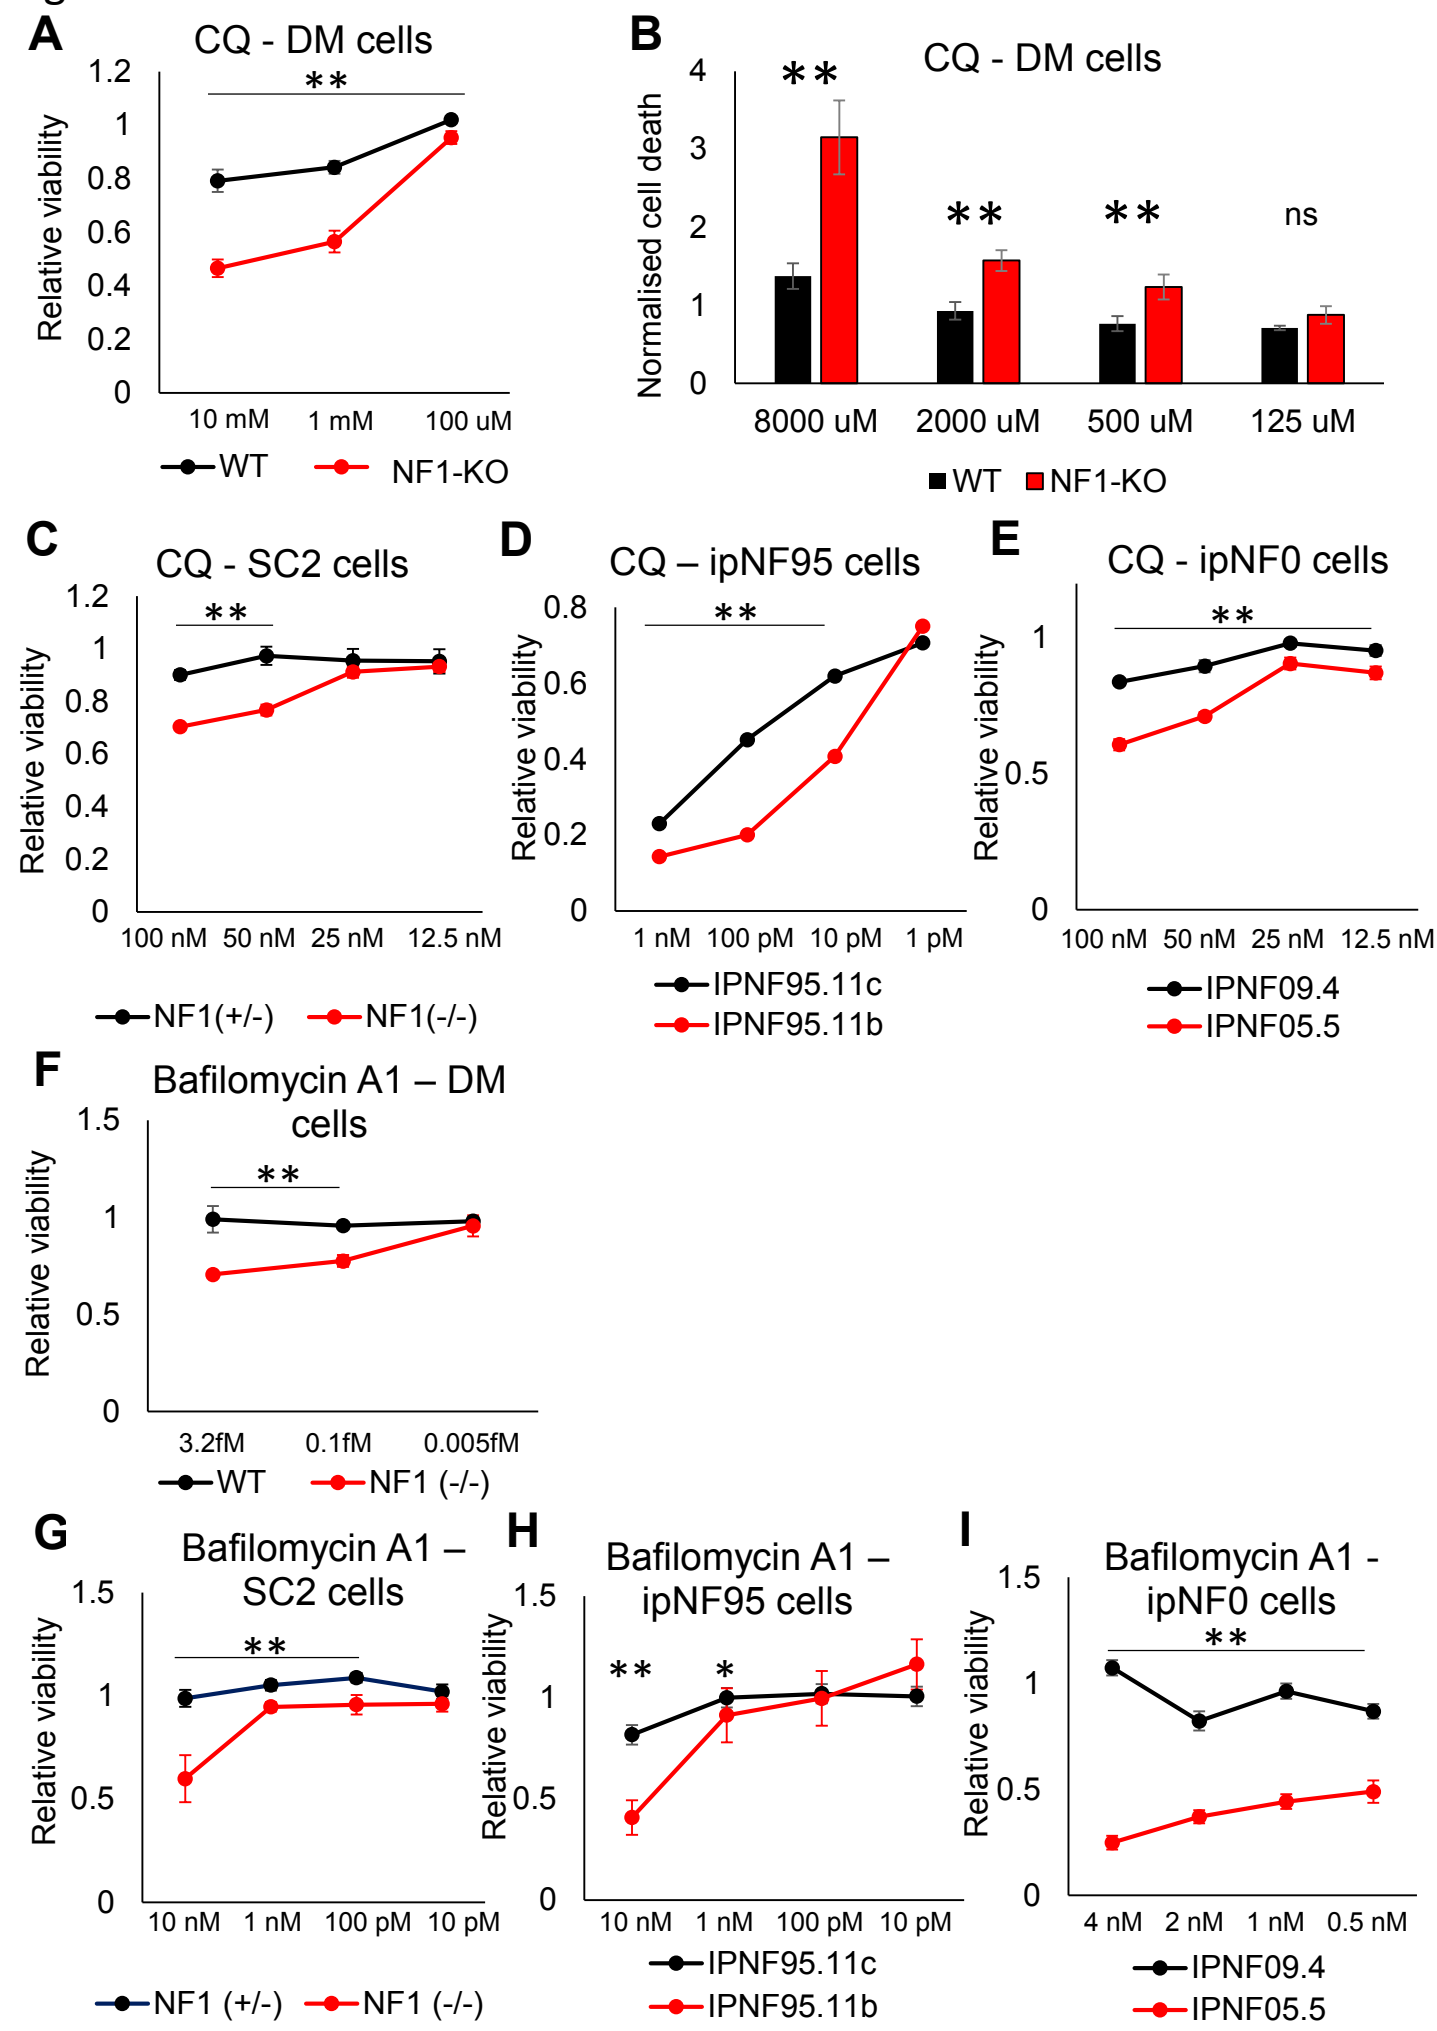 A
CQ - DM cells
**
1.2
1
0.8
0.6
0.4
0.2
0
Relative viability
10 mM 1 mM 100 uM
WT NF1-KO
B
CQ - DM cells
** ** ** ns
4
3
2
1
0
Normalised cell death
8000 uM 2000 uM 500 uM 125 uM
WT NF1-KO
C
CQ - SC2 cells
**
1.2
1
0.8
0.6
0.4
0.2
0
Relative viability
100 nM 50 nM 25 nM 12.5 nM
NF1(+/-) NF1(-/-)
D
CQ – ipNF95 cells
**
0.8
0.6
0.4
0.2
0
Relative viability
1 nM 100 pM 10 pM 1 pM
IPNF95.11c
IPNF95.11b
E
CQ - ipNF0 cells
**
1
0.5
0
Relative viability
100 nM 50 nM 25 nM 12.5 nM
IPNF09.4
IPNF05.5
F
Bafilomycin A1 – DM
cells
**
1.5
1
0.5
0
Relative viability
3.2fM 0.1fM 0.005fM
WT NF1 (-/-)
G
Bafilomycin A1 –
SC2 cells
**
1.5
1
0.5
0
Relative viability
10 nM 1 nM 100 pM 10 pM
NF1 (+/-) NF1 (-/-)
H
Bafilomycin A1 –
ipNF95 cells
** *
1.5
1
0.5
0
Relative viability
10 nM 1 nM 100 pM 10 pM
IPNF95.11c
IPNF95.11b
I
Bafilomycin A1 -
ipNF0 cells
**
1.5
1
0.5
0
Relative viability
4 nM 2 nM 1 nM 0.5 nM
IPNF09.4
IPNF05.5